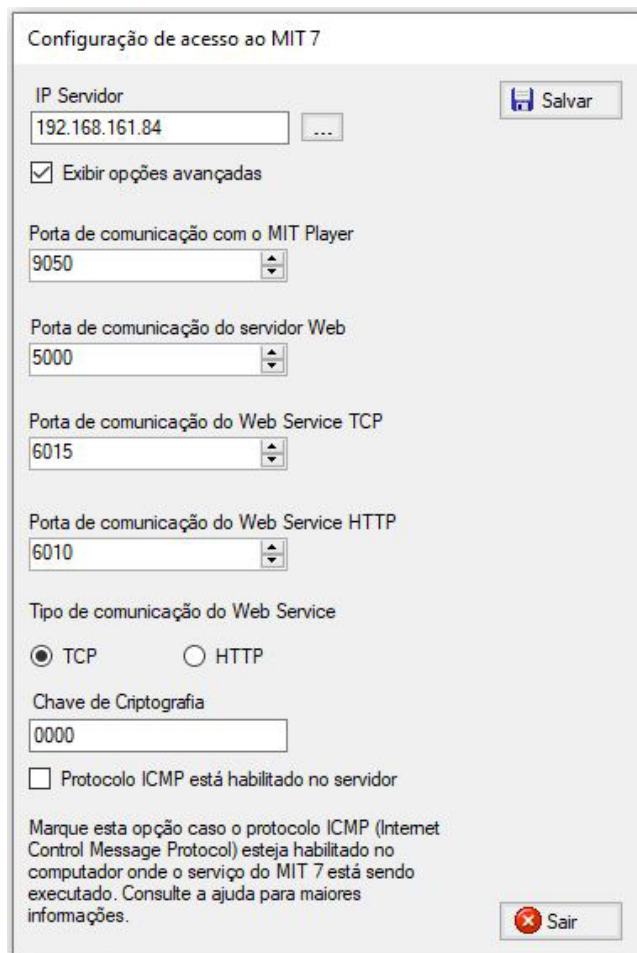 Configuração de acesso ao MIT 7
IP Servidor
Salvar
192.168.161.84
...
Exibir opções avançadas
Porta de comunicação com o MIT Player
9050
Porta de comunicação do servidor Web
5000
Porta de comunicação do Web Service TCP
6015
Porta de comunicação do Web Service HTTP
6010
Tipo de comunicação do Web Service
TCP HTTP
Chave de Criptografia
0000
Protocolo ICMP está habilitado no servidor
Marque esta opção caso o protocolo ICMP (Internet
Control Message Protocol) esteja habilitado no
computador onde o serviço do MIT 7 está sendo
executado. Consulte a ajuda para maiores
informações.
Sair